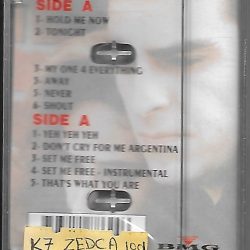 SIDE A
1- HOLD ME NOW
2- TONIGHT
3- MY ONE 4 EVERYTHING
4
5- AWAY
5- NEVER
6- SHOUT
SIDE A
1- YEH YEH YEH
2- DON'T CRY FOR ME ARGENTINA
3- SET ME FREE
4- SET ME FREE - INSTRUMENTAL
5- THAT'S WHAT YOU ARE
K7 ZEDCA
BMG